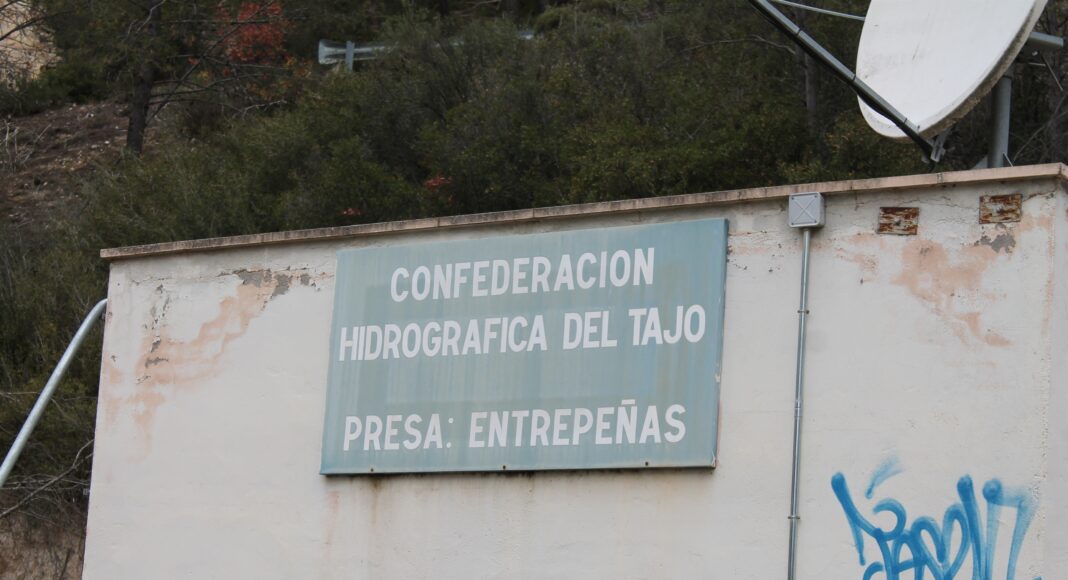 CONFEDERACION
HIDROGRAFICA DEL TAJO
PRESA: ENTREPEÑAS